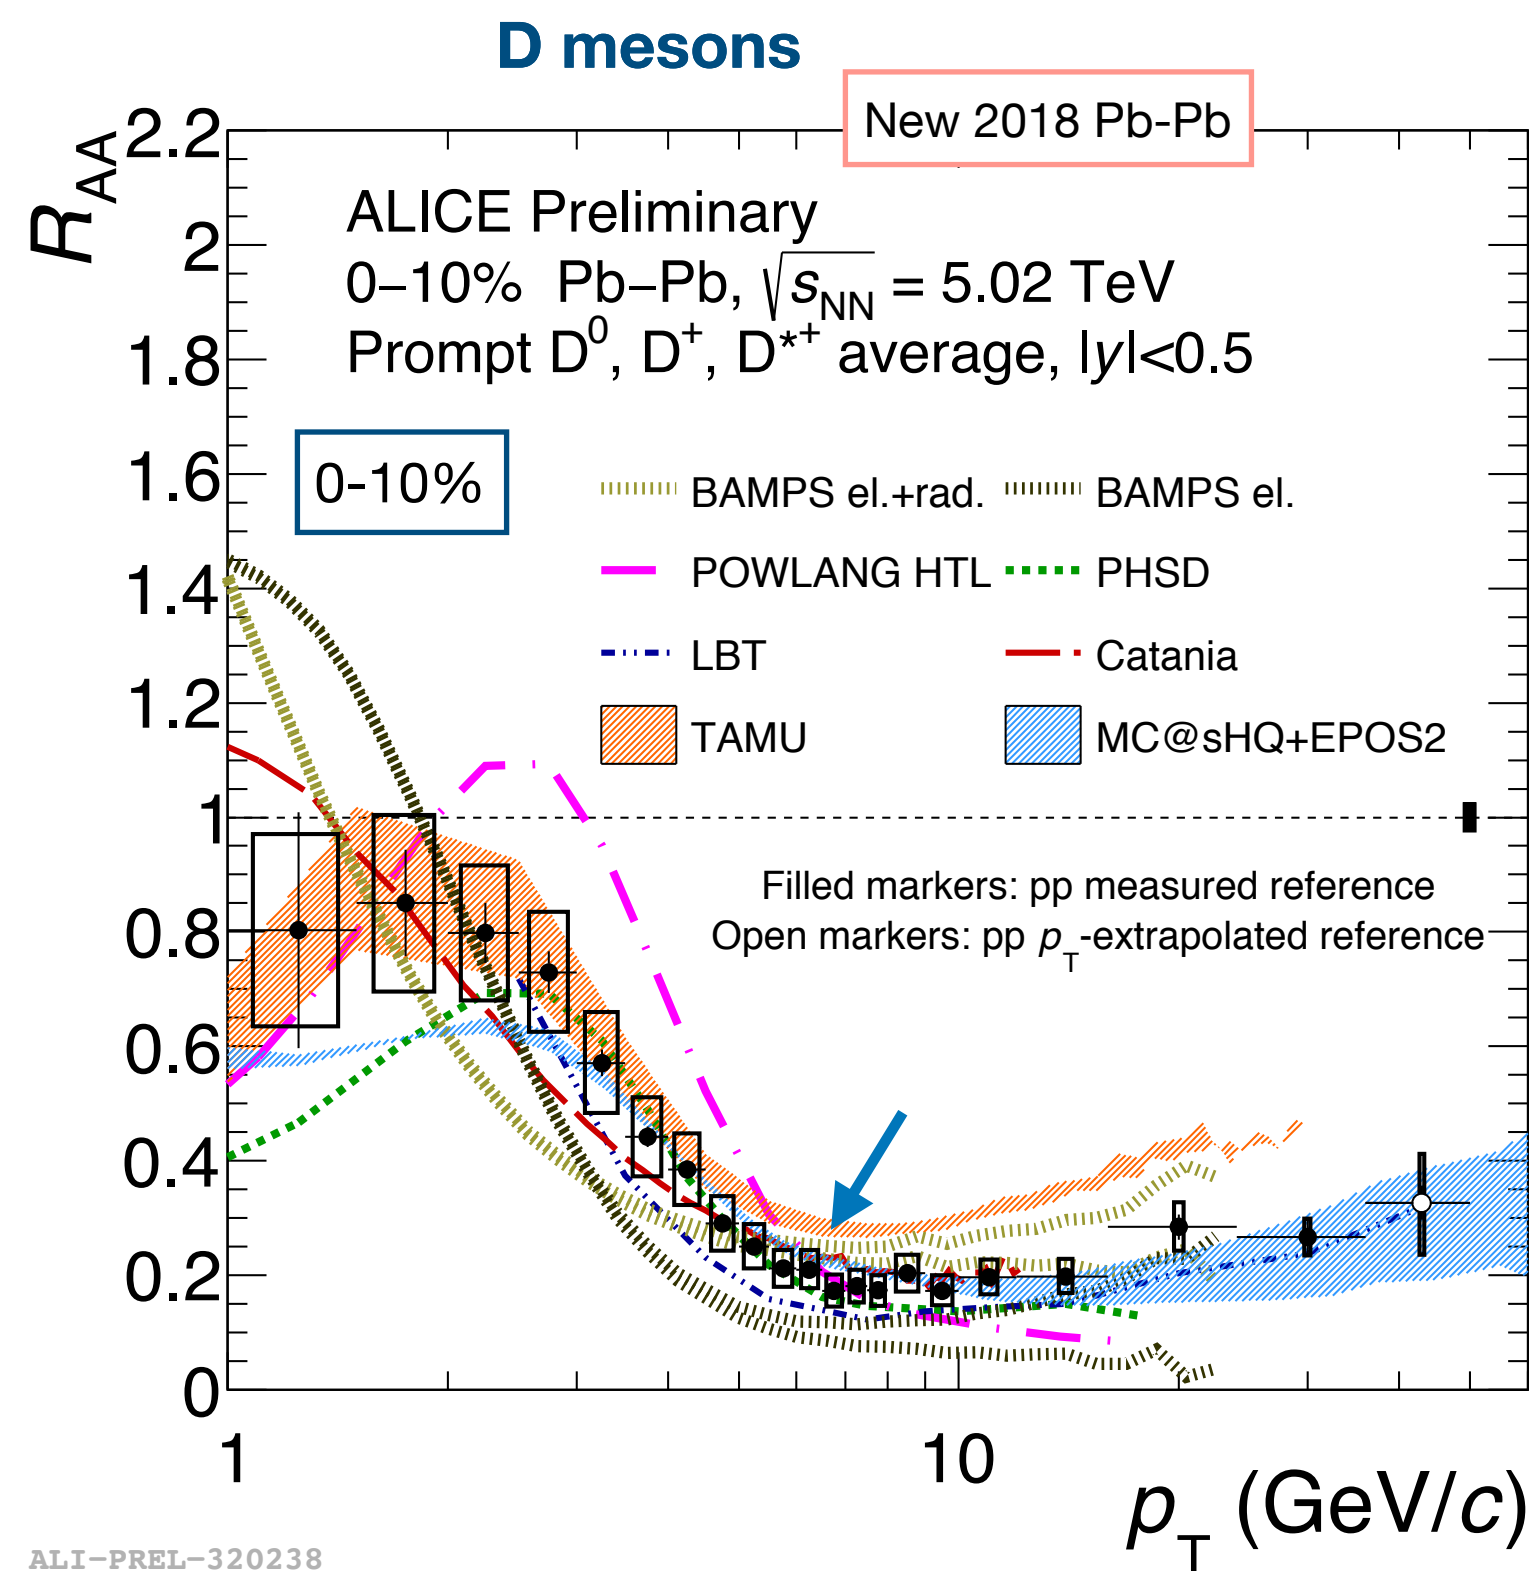 D mesons
New 2018 Pb-Pb
R_AA
2.2
2
1.8
1.6
1.4
1.2
1
0.8
0.6
0.4
0.2
0
ALICE Preliminary
0–10% Pb–Pb, √s_NN = 5.02 TeV
Prompt D⁰, D⁺, D*⁺ average, |y|<0.5
0-10%
BAMPS el.+rad. BAMPS el.
POWLANG HTL PHSD
LBT Catania
TAMU MC@sHQ+EPOS2
Filled markers: pp measured reference
Open markers: pp p_T-extrapolated reference
1 10
p_T (GeV/c)
ALI-PREL-320238